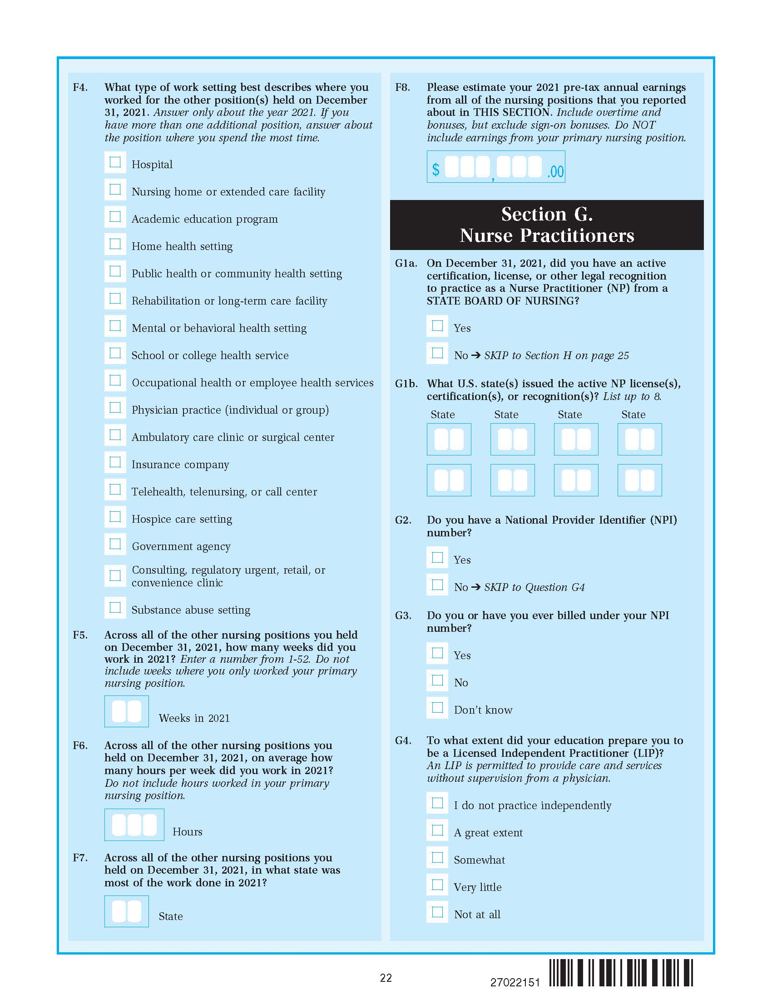 F4. What type of work setting best describes where you
worked for the other position(s) held on December
31, 2021. Answer only about the year 2021. If you
have more than one additional position, answer about
the position where you spend the most time.
Hospital
Nursing home or extended care facility
Academic education program
Home health setting
Public health or community health setting
Rehabilitation or long-term care facility
Mental or behavioral health setting
School or college health service
Occupational health or employee health services
Physician practice (individual or group)
Ambulatory care clinic or surgical center
Insurance company
Telehealth, telenursing, or call center
Hospice care setting
Government agency
Consulting, regulatory urgent, retail, or
convenience clinic
Substance abuse setting
F5. Across all of the other nursing positions you held
on December 31, 2021, how many weeks did you
work in 2021? Enter a number from 1-52. Do not
include weeks where you only worked your primary
nursing position.
Weeks in 2021
F6. Across all of the other nursing positions you
held on December 31, 2021, on average how
many hours per week did you work in 2021?
Do not include hours worked in your primary
nursing position.
Hours
F7. Across all of the other nursing positions you
held on December 31, 2021, in what state was
most of the work done in 2021?
State
F8. Please estimate your 2021 pre-tax annual earnings
from all of the nursing positions that you reported
about in THIS SECTION. Include overtime and
bonuses, but exclude sign-on bonuses. Do NOT
include earnings from your primary nursing position.
$ , .00
Section G.
Nurse Practitioners
G1a. On December 31, 2021, did you have an active
certification, license, or other legal recognition
to practice as a Nurse Practitioner (NP) from a
STATE BOARD OF NURSING?
Yes
No ➔ SKIP to Section H on page 25
G1b. What U.S. state(s) issued the active NP license(s),
certification(s), or recognition(s)? List up to 8.
State State State State
G2. Do you have a National Provider Identifier (NPI)
number?
Yes
No ➔ SKIP to Question G4
G3. Do you or have you ever billed under your NPI
number?
Yes
No
Don't know
G4. To what extent did your education prepare you to
be a Licensed Independent Practitioner (LIP)?
An LIP is permitted to provide care and services
without supervision from a physician.
I do not practice independently
A great extent
Somewhat
Very little
Not at all
22
27022151